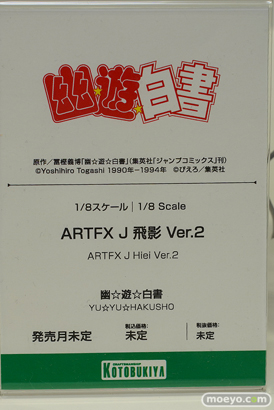 幽☆遊☆白書
原作／冨樫義博「幽☆遊☆白書」(集英社「ジャンプコミックス」刊)
©Yoshihiro Togashi 1990年-1994年 ©ぴえろ／集英社
1/8スケール｜1/8 Scale
ARTFX J 飛影 Ver.2
ARTFX J Hiei Ver.2
幽☆遊☆白書
YU☆YU☆HAKUSHO
発売月未定 税込価格: 未定 税抜価格: 未定
KOTOBUKIYA
moeyo.com